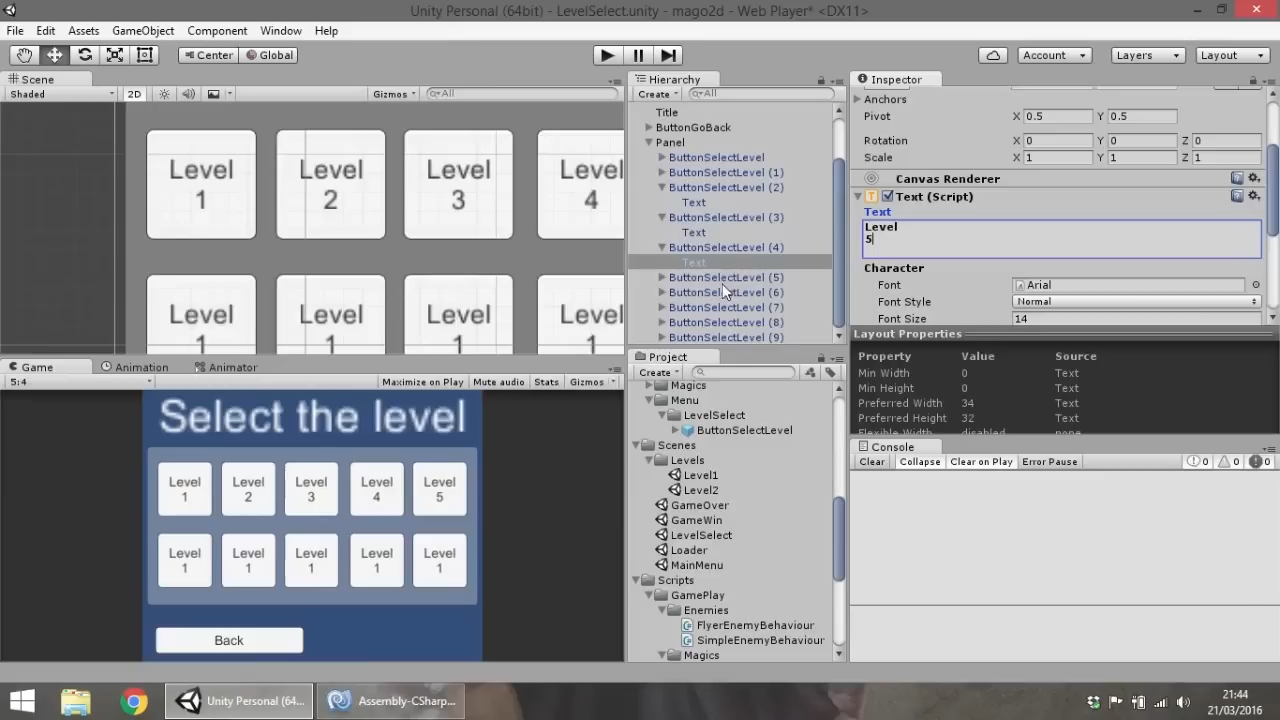 Unity Personal (64bit) - LevelSelect.unity - mago2d - Web Player* <DX11>
File Edit Assets GameObject Component Window Help
Center Global Account Layers Layout
Scene
Shaded 2D Gizmos All
Level 1
Level 2
Level 3
Level 4
Level 1
Level 1
Level 1
Level 1
Hierarchy
Create All
Title
ButtonGoBack
Panel
ButtonSelectLevel
ButtonSelectLevel (1)
ButtonSelectLevel (2)
Text
ButtonSelectLevel (3)
Text
ButtonSelectLevel (4)
Text
ButtonSelectLevel (5)
ButtonSelectLevel (6)
ButtonSelectLevel (7)
ButtonSelectLevel (8)
ButtonSelectLevel (9)
Inspector
Anchors
Pivot X 0.5 Y 0.5
Rotation X 0 Y 0 Z 0
Scale X 1 Y 1 Z 1
Canvas Renderer
Text (Script)
Text
Level
5
Character
Font Arial
Font Style Normal
Font Size 14
Layout Properties
Property Value Source
Min Width 0 Text
Min Height 0 Text
Preferred Width 34 Text
Preferred Height 32 Text
Flexible Width disabled none
Game Animation Animator
5:4 Maximize on Play Mute audio Stats Gizmos
Select the level
Level 1
Level 2
Level 3
Level 4
Level 5
Level 1
Level 1
Level 1
Level 1
Level 1
Back
Project
Create
Magics
Menu
LevelSelect
ButtonSelectLevel
Scenes
Levels
Level1
Level2
GameOver
GameWin
LevelSelect
Loader
MainMenu
Scripts
GamePlay
Enemies
FlyerEnemyBehaviour
SimpleEnemyBehaviour
Magics
Console
Clear Collapse Clear on Play Error Pause 0 0 0
Unity Personal (64... Assembly-CSharp...
21:44
21/03/2016